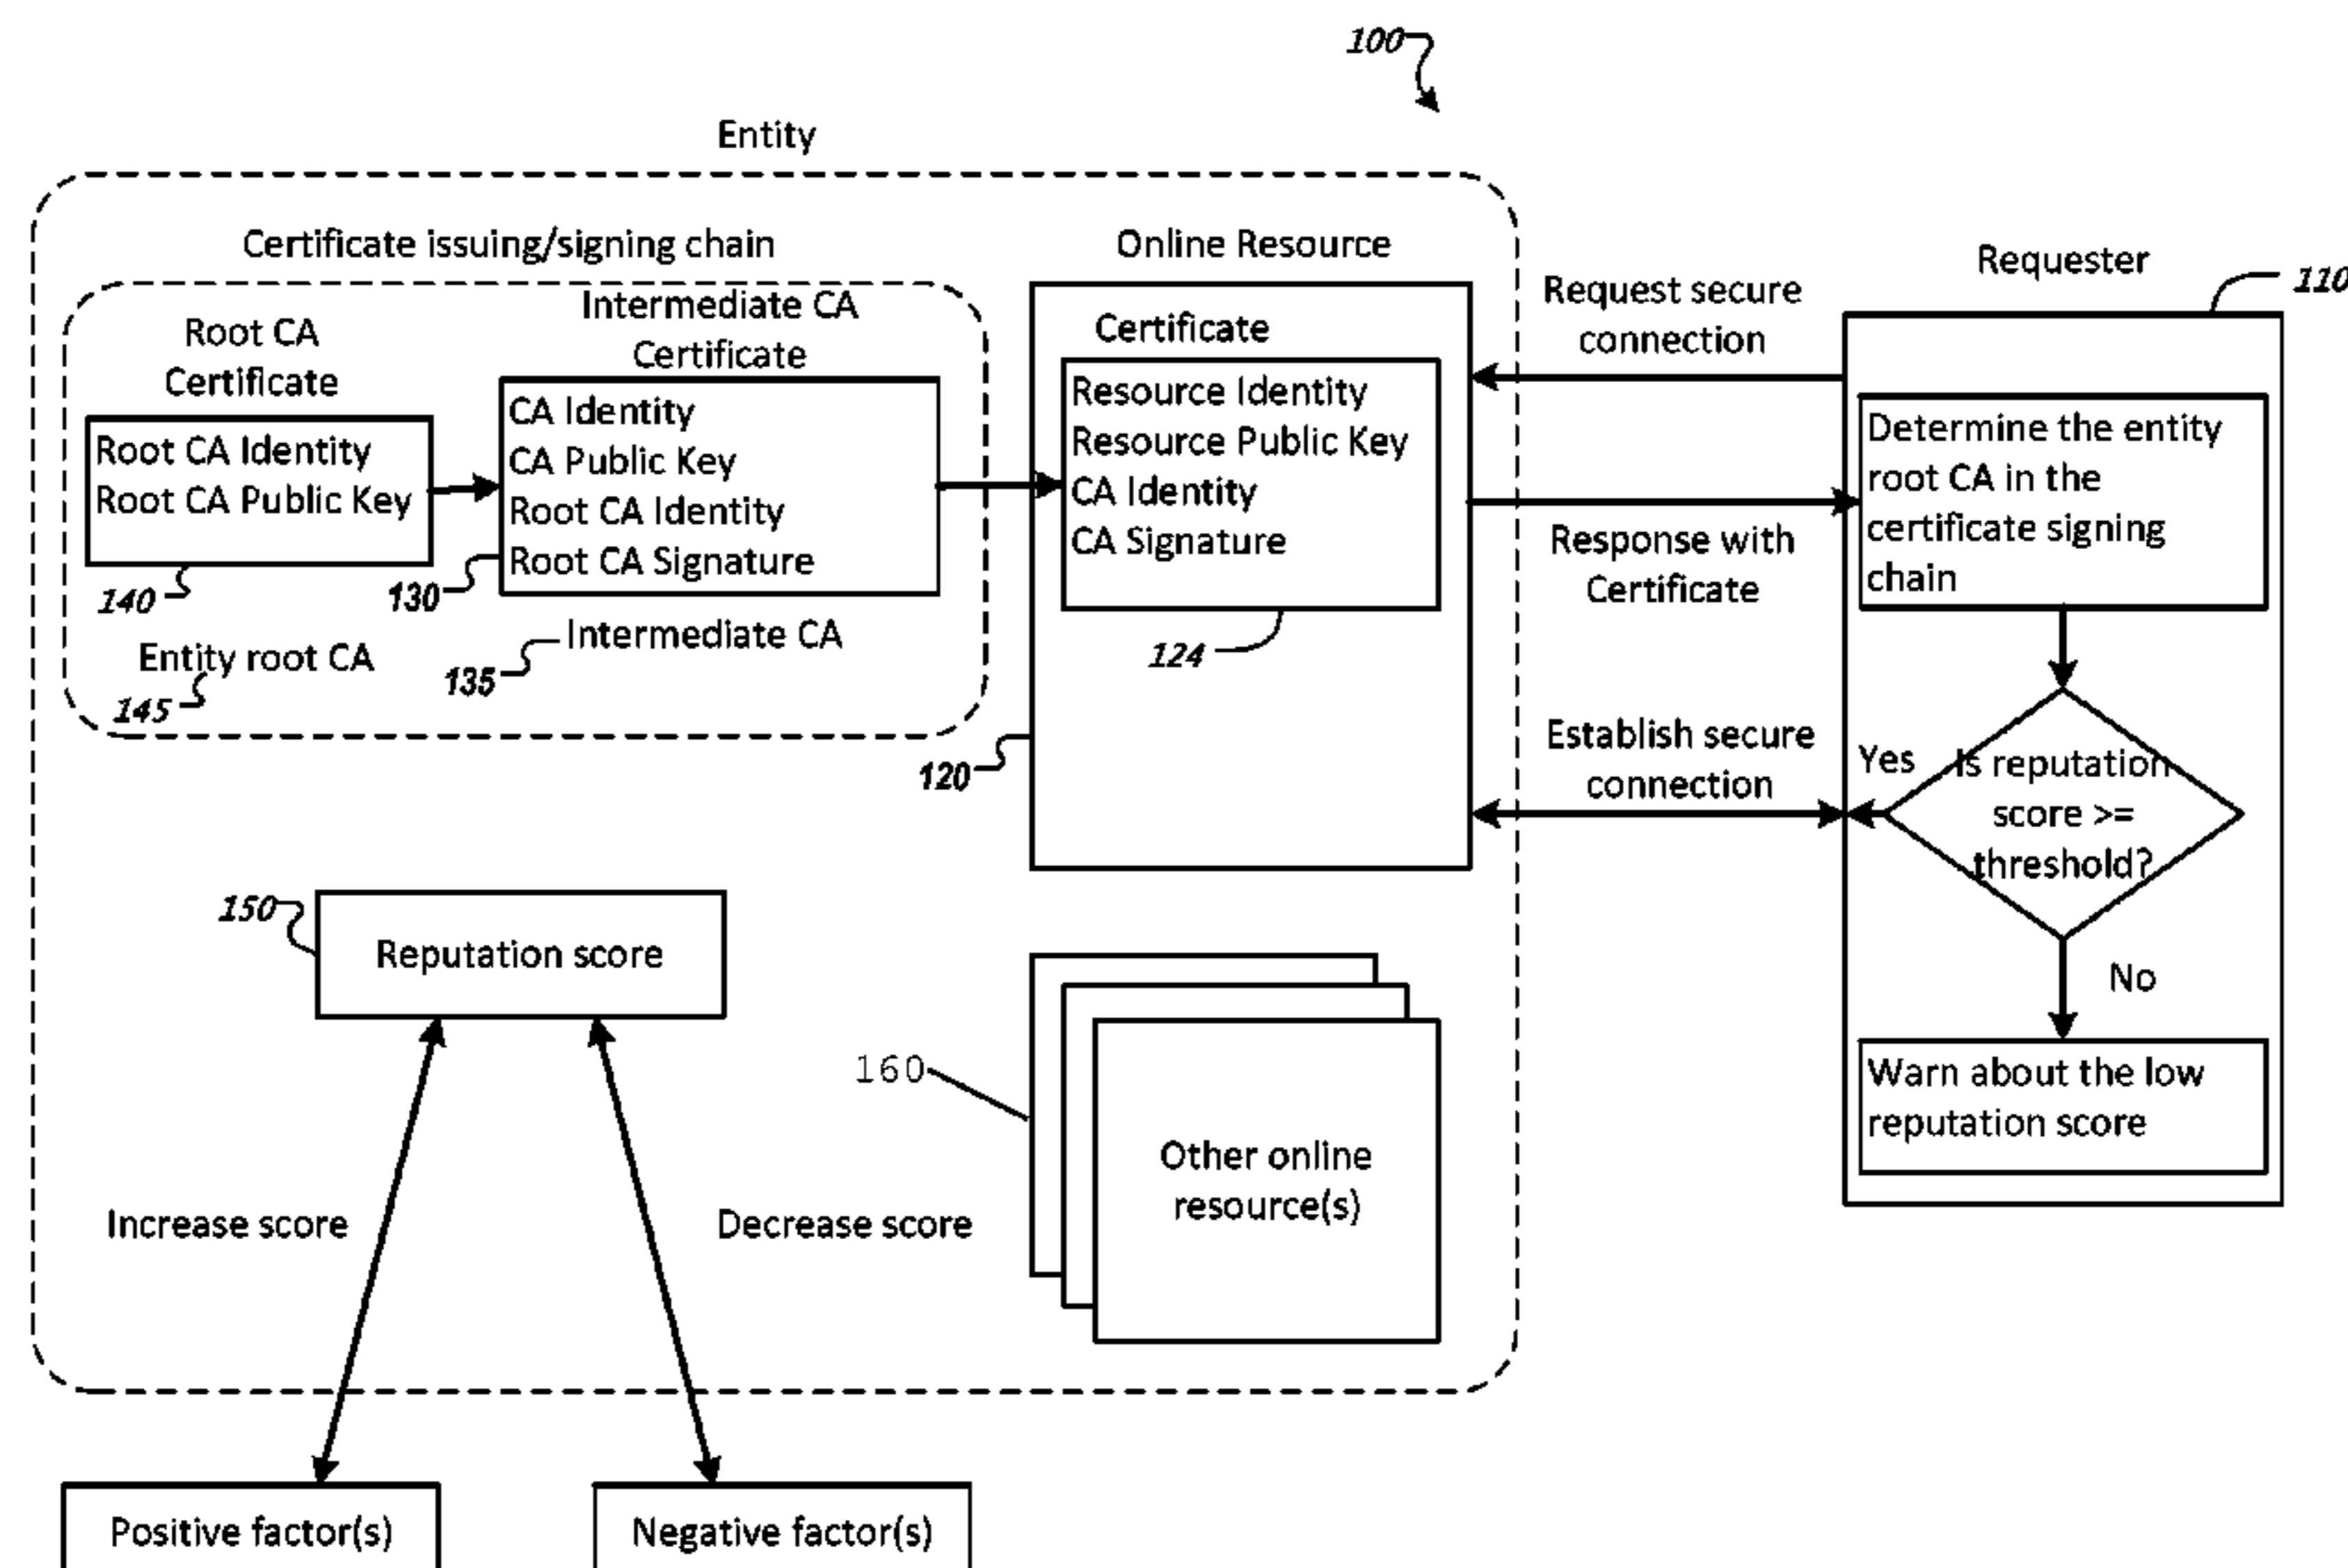 100
Entity
Certificate issuing/signing chain
Root CA
Certificate
Root CA Identity
Root CA Public Key
140
Entity root CA
145
Intermediate CA
Certificate
CA Identity
CA Public Key
Root CA Identity
Root CA Signature
130
Intermediate CA
135
Online Resource
Certificate
Resource Identity
Resource Public Key
CA Identity
CA Signature
124
120
Request secure
connection
Response with
Certificate
Establish secure
connection
Requester
110
Determine the entity
root CA in the
certificate signing
chain
Yes
Is reputation
score >=
threshold?
No
Warn about the low
reputation score
150
Reputation score
160
Other online
resource(s)
Increase score
Decrease score
Positive factor(s)
Negative factor(s)